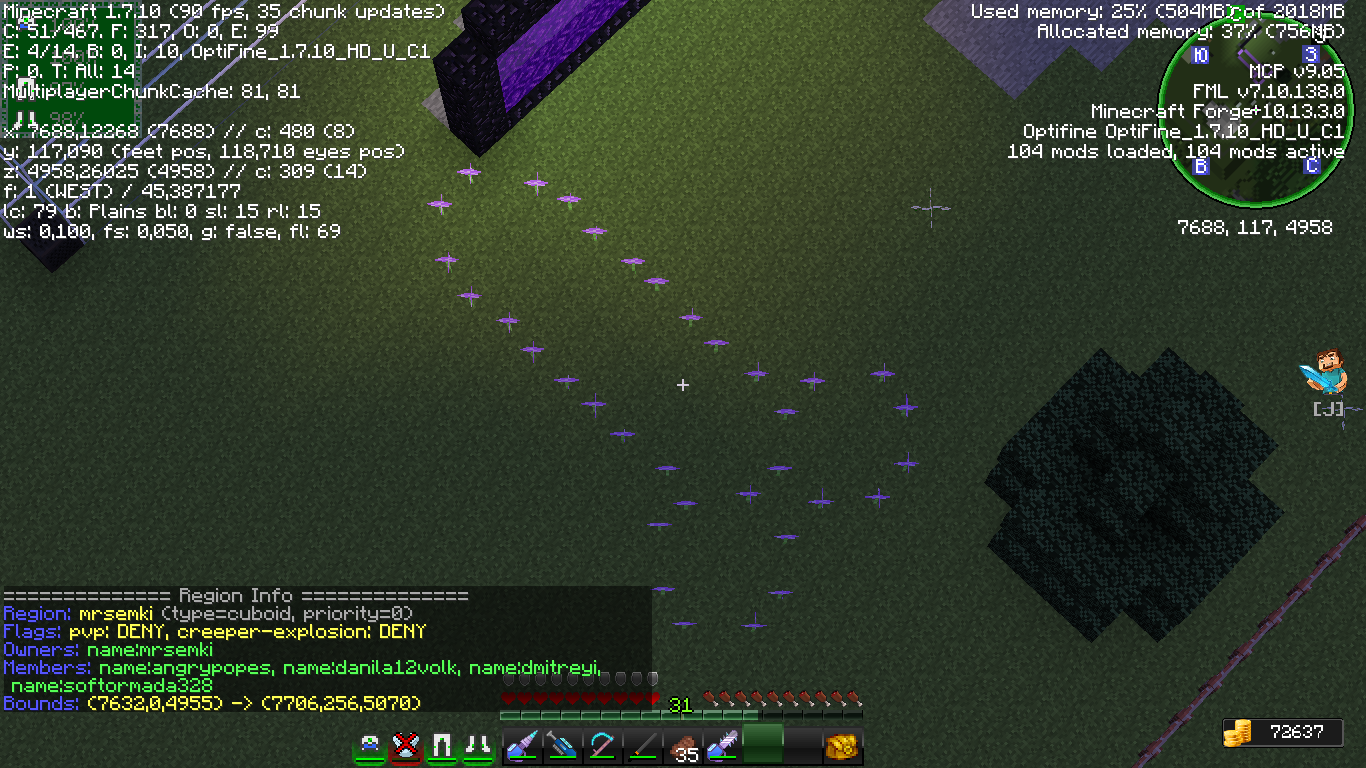 Minecraft 1.7.10 (90 fps, 35 chunk updates)
C: 51/467. F: 317, O: 0, E: 99
E: 4/14. B: 0, I: 10, OptiFine_1.7.10_HD_U_C1
P: 0. T: All: 14
MultiplayerChunkCache: 81, 81
98%
x: 7688,12268 (7688) // c: 480 (8)
y: 117,090 (feet pos, 118,710 eyes pos)
z: 4958,26025 (4958) // c: 309 (14)
f: 1 (WEST) / 45,387177
lc: 79 b: Plains bl: 0 sl: 15 rl: 15
ws: 0,100, fs: 0,050, g: false, fl: 69
Used memory: 25% (504MB) of 2018MB
Allocated memory: 37% (756MB)
Ю
З
MCP v9.05
FML v7.10.138.0
Minecraft Forge 10.13.3.0
Optifine OptiFine_1.7.10_HD_U_C1
104 mods loaded, 104 mods active
В
С
7688, 117, 4958
[J]
============== Region Info ==============
Region: mrsemki (type=cuboid, priority=0)
Flags: pvp: DENY, creeper-explosion: DENY
Owners: name:mrsemki
Members: name:angrypopes, name:danila12volk, name:dmitreyi,
name:softormada328
Bounds: (7632,0,4955) -> (7706,256,5070)
31
35
72637